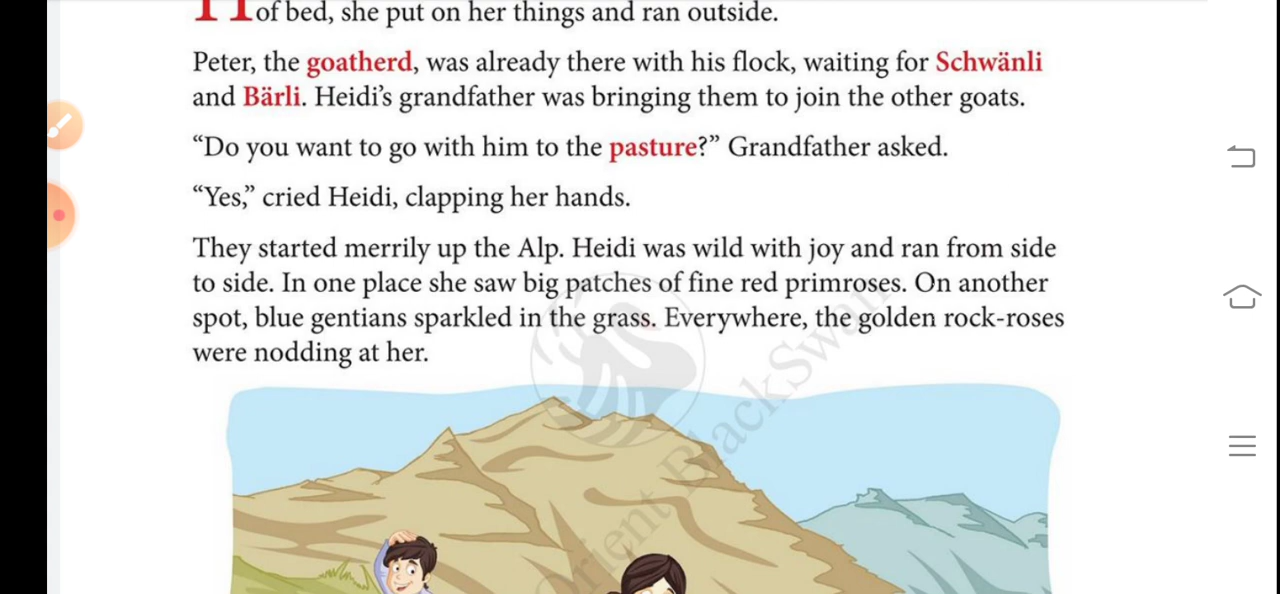 H of bed, she put on her things and ran outside.
Peter, the goatherd, was already there with his flock, waiting for Schwänli
and Bärli. Heidi’s grandfather was bringing them to join the other goats.
“Do you want to go with him to the pasture?” Grandfather asked.
“Yes,” cried Heidi, clapping her hands.
They started merrily up the Alp. Heidi was wild with joy and ran from side
to side. In one place she saw big patches of fine red primroses. On another
spot, blue gentians sparkled in the grass. Everywhere, the golden rock-roses
were nodding at her.
Orient BlackSwan